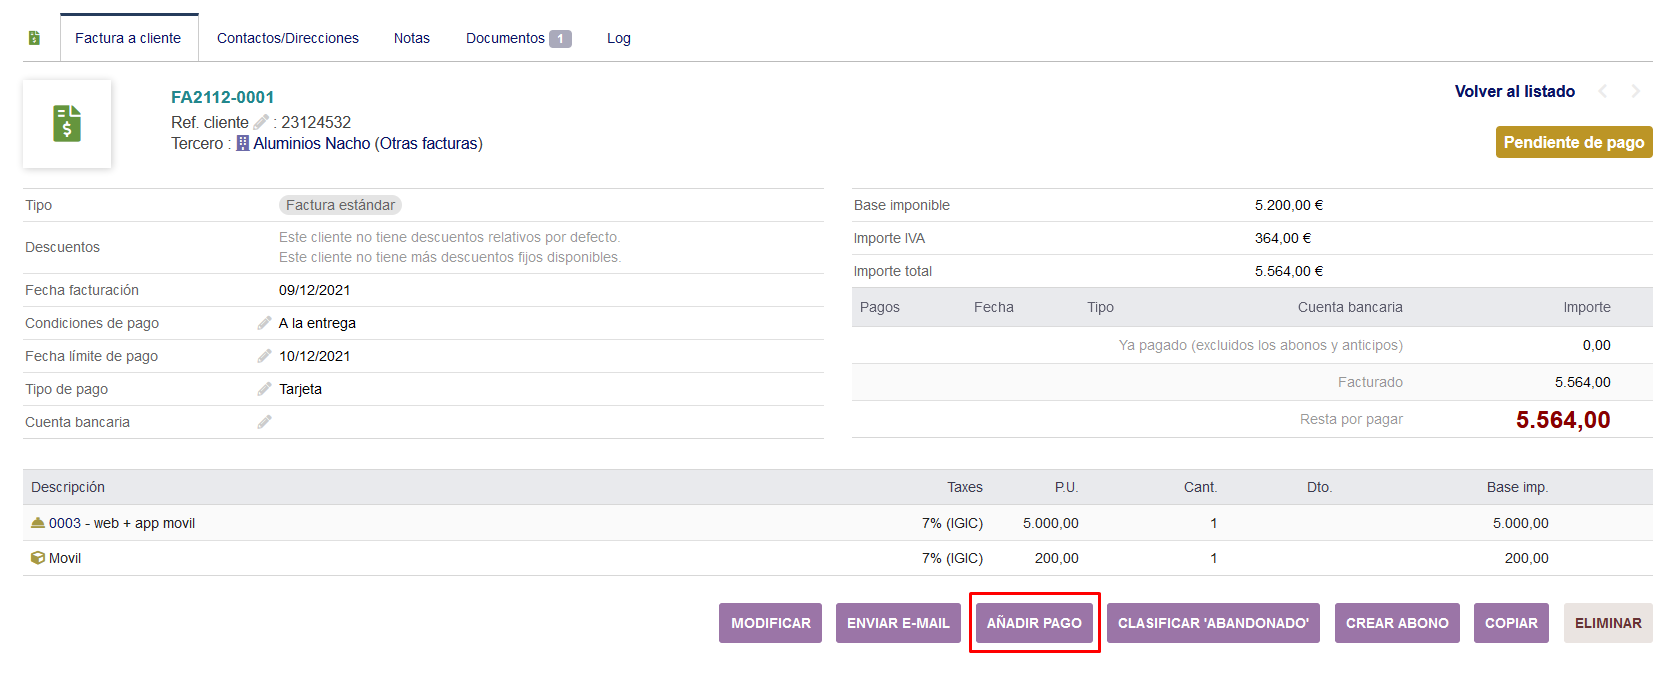 Factura a cliente Contactos/Direcciones Notas Documentos 1 Log
FA2112-0001
Ref. cliente : 23124532
Tercero : Aluminios Nacho (Otras facturas)
Volver al listado
Pendiente de pago
Tipo Factura estándar
Descuentos Este cliente no tiene descuentos relativos por defecto.
Este cliente no tiene más descuentos fijos disponibles.
Fecha facturación 09/12/2021
Condiciones de pago A la entrega
Fecha límite de pago 10/12/2021
Tipo de pago Tarjeta
Cuenta bancaria
Base imponible 5.200,00 €
Importe IVA 364,00 €
Importe total 5.564,00 €
Pagos Fecha Tipo Cuenta bancaria Importe
Ya pagado (excluidos los abonos y anticipos) 0,00
Facturado 5.564,00
Resta por pagar 5.564,00
Descripción Taxes P.U. Cant. Dto. Base imp.
0003 - web + app movil 7% (IGIC) 5.000,00 1 5.000,00
Movil 7% (IGIC) 200,00 1 200,00
MODIFICAR ENVIAR E-MAIL AÑADIR PAGO CLASIFICAR 'ABANDONADO' CREAR ABONO COPIAR ELIMINAR